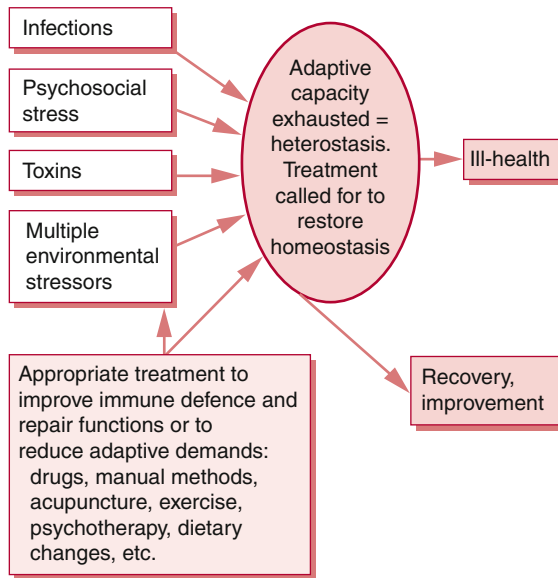 Infections
Psychosocial
stress
Toxins
Multiple
environmental
stressors
Adaptive
capacity
exhausted =
heterostasis.
Treatment
called for to
restore
homeostasis
Ill-health
Appropriate treatment to
improve immune defence and
repair functions or to
reduce adaptive demands:
drugs, manual methods,
acupuncture, exercise,
psychotherapy, dietary
changes, etc.
Recovery,
improvement